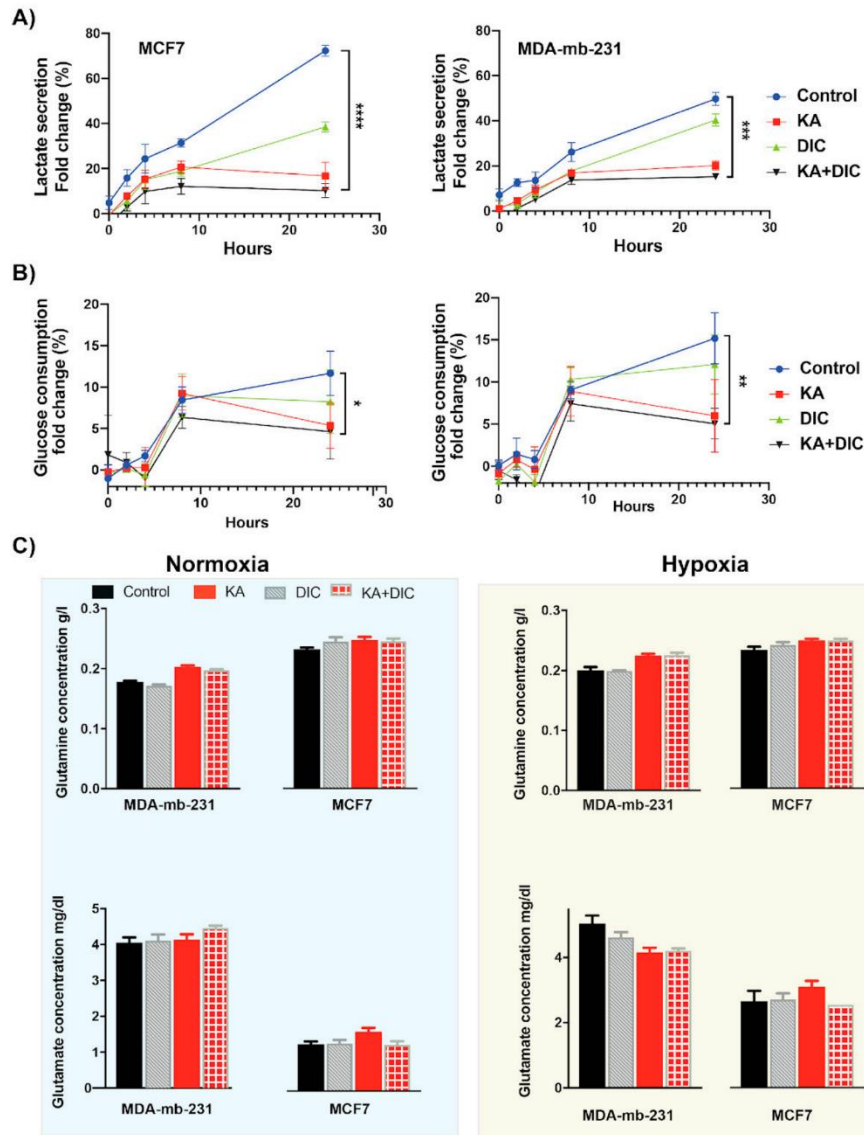 A)
MCF7
Lactate secretion
Fold change (%)
80
60
40
20
0
0 10 20 30
Hours
****
MDA-mb-231
Lactate secretion
Fold change (%)
80
60
40
20
0
0 10 20 30
Hours
***
Control
KA
DIC
KA+DIC
B)
Glucose consumption
fold change (%)
20
15
10
5
0
0 10 20 30
Hours
*
Glucose consumption
fold change (%)
20
15
10
5
0
0 10 20 30
Hours
**
Control
KA
DIC
KA+DIC
C)
Normoxia
Control KA DIC KA+DIC
Glutamine concentration g/l
0.3
0.2
0.1
0.0
MDA-mb-231 MCF7
Glutamate concentration mg/dl
5
4
3
2
1
0
MDA-mb-231 MCF7
Hypoxia
Glutamine concentration g/l
0.3
0.2
0.1
0.0
MDA-mb-231 MCF7
Glutamate concentration mg/dl
4
2
0
MDA-mb-231 MCF7